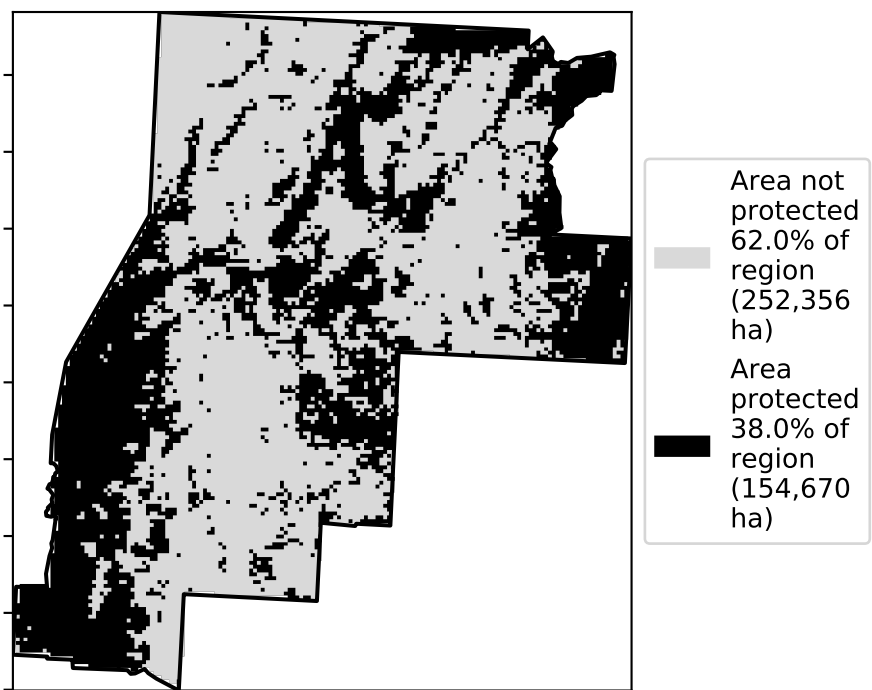 Area not
protected
62.0% of
region
(252,356
ha)
Area
protected
38.0% of
region
(154,670
ha)